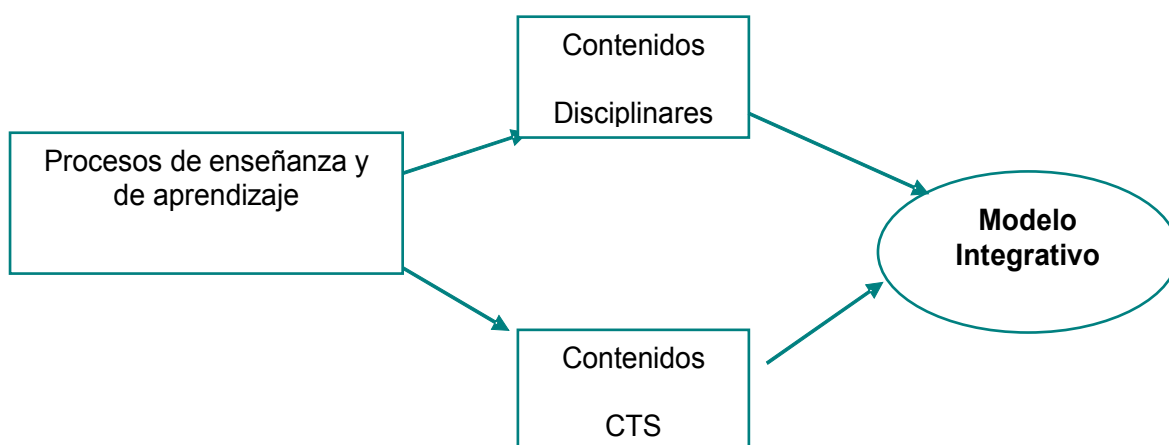 Contenidos
Disciplinares
Procesos de enseñanza y
de aprendizaje
Modelo
Integrativo
Contenidos
CTS